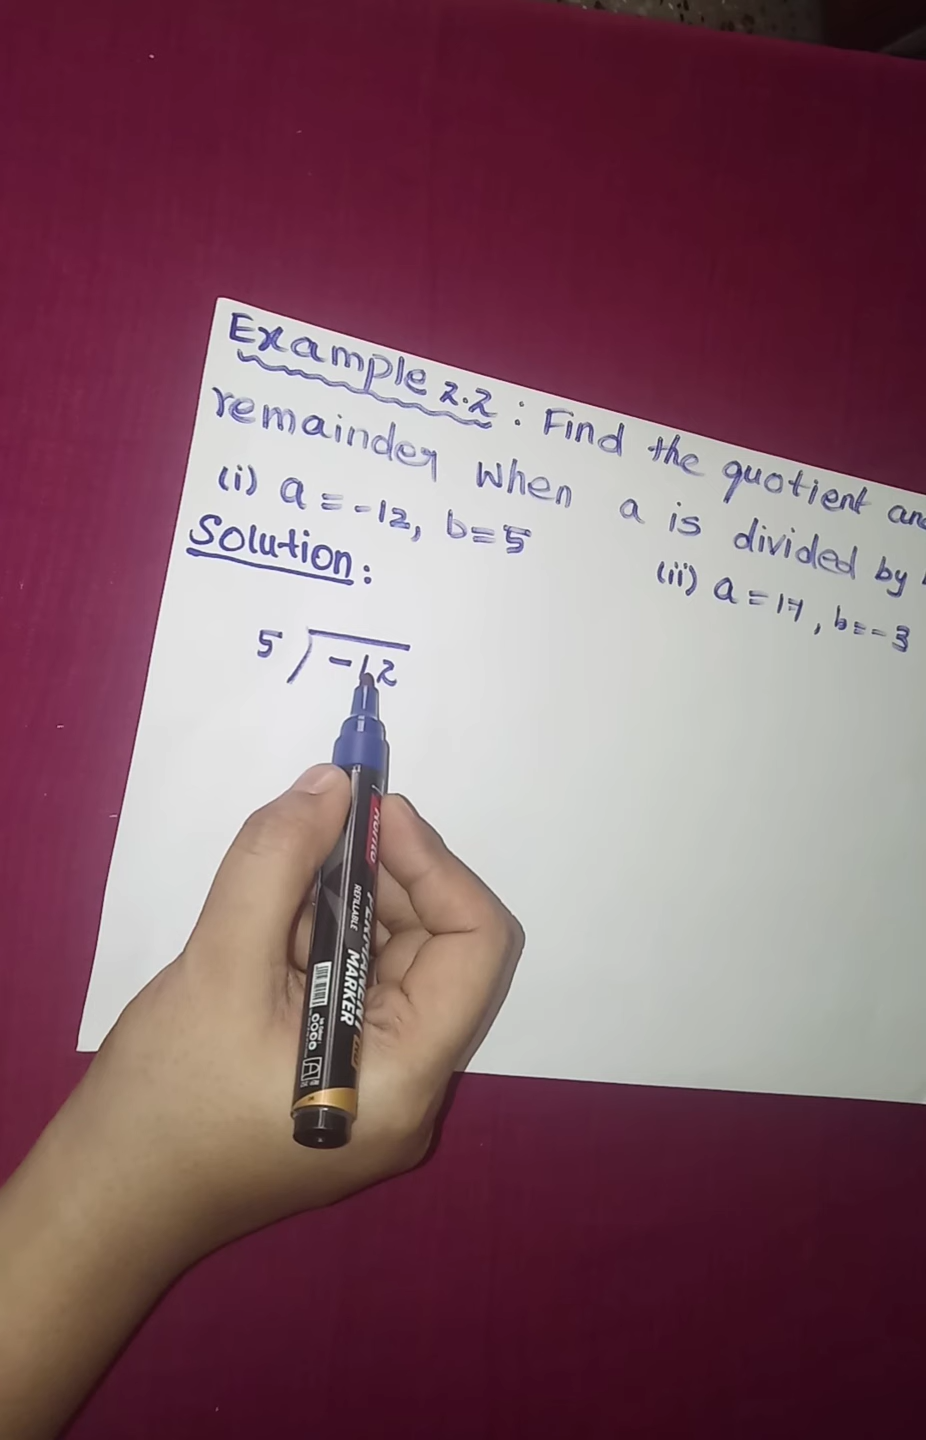 Example 2.2 : Find the quotient
remainder when a is divided by
(i) a = -12, b = 5
(ii) a = 17, b = -3
Solution:
5 -12
PERMANENT
MARKER
REFILLABLE